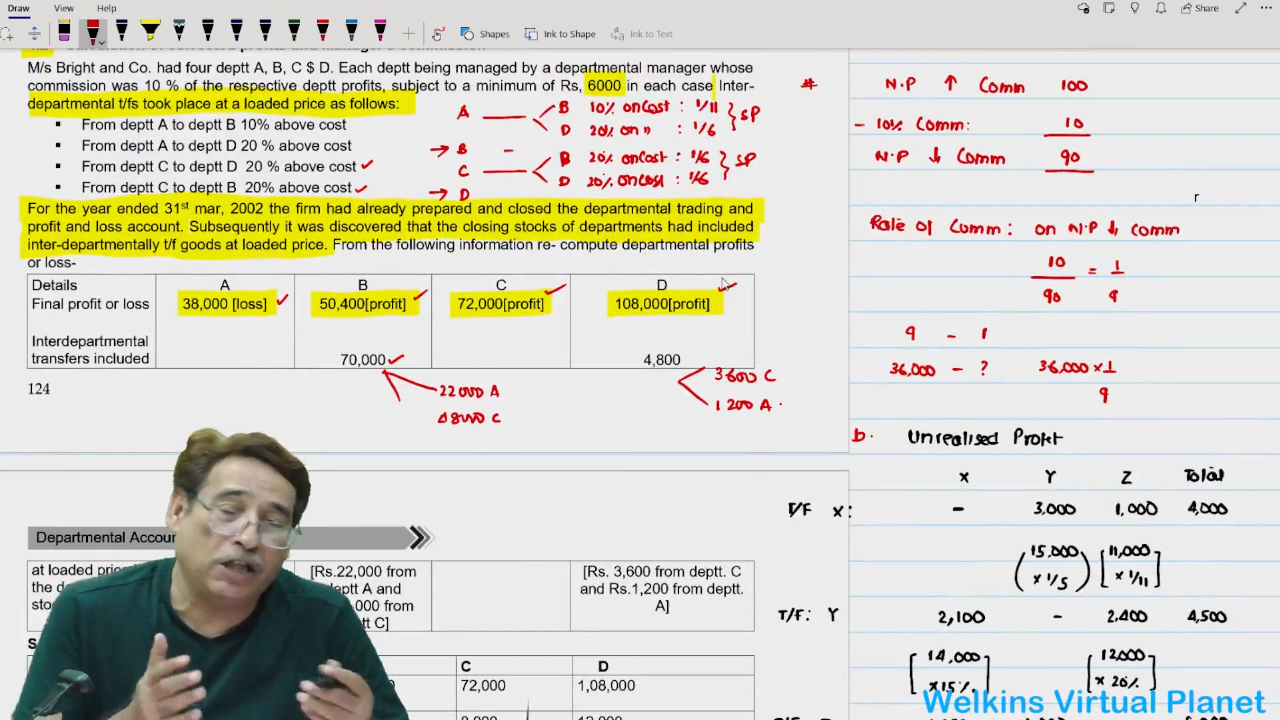 Draw Insert View Help
Share
Shapes Ink to Shape Ink to Text
M/s Bright and Co. had four deptt A, B, C $ D. Each deptt being managed by a departmental manager whose
commission was 10 % of the respective deptt profits, subject to a minimum of Rs, 6000 in each case Inter-
departmental t/fs took place at a loaded price as follows:
▪ From deptt A to deptt B 10% above cost
▪ From deptt A to deptt D 20 % above cost
▪ From deptt C to deptt D 20 % above cost
▪ From deptt C to deptt B 20% above cost
A B 10% on Cost : 1/11
D 20% on " : 1/6 } SP
B -
C B 20% on Cost : 1/6
D 20% on Cost : 1/6 } SP
D
For the year ended 31st mar, 2002 the firm had already prepared and closed the departmental trading and
profit and loss account. Subsequently it was discovered that the closing stocks of departments had included
inter-departmentally t/f goods at loaded price. From the following information re- compute departmental profits
or loss-
Details A B C D
Final profit or loss 38,000 [loss] 50,400[profit] 72,000[profit] 108,000[profit]
Interdepartmental
transfers included 70,000 4,800
22000 A
48000 C
3600 C
1200 A
124
Departmental Accou
at loaded pri
the d
sto
[Rs.22,000 from
deptt A and
,000 from
tt C]
[Rs. 3,600 from deptt. C
and Rs.1,200 from deptt.
A]
S
C D
72,000 1,08,000
N.P ↑ Comm 100
- 10% Comm: 10
N.P ↓ Comm 90
Rate of Comm: on N.P ↓ Comm
10/90 = 1/9
9 - 1
36,000 - ? 36,000 × 1/9
b. Unrealised Profit
X Y Z Total
T/F X: - 3,000 1,000 4,000
(15,000 × 1/5) [11,000 × 1/11]
T/F: Y 2,100 - 2,400 4,500
[14,000 × 15%] [12,000 × 20%]
Welkins Virtual Planet